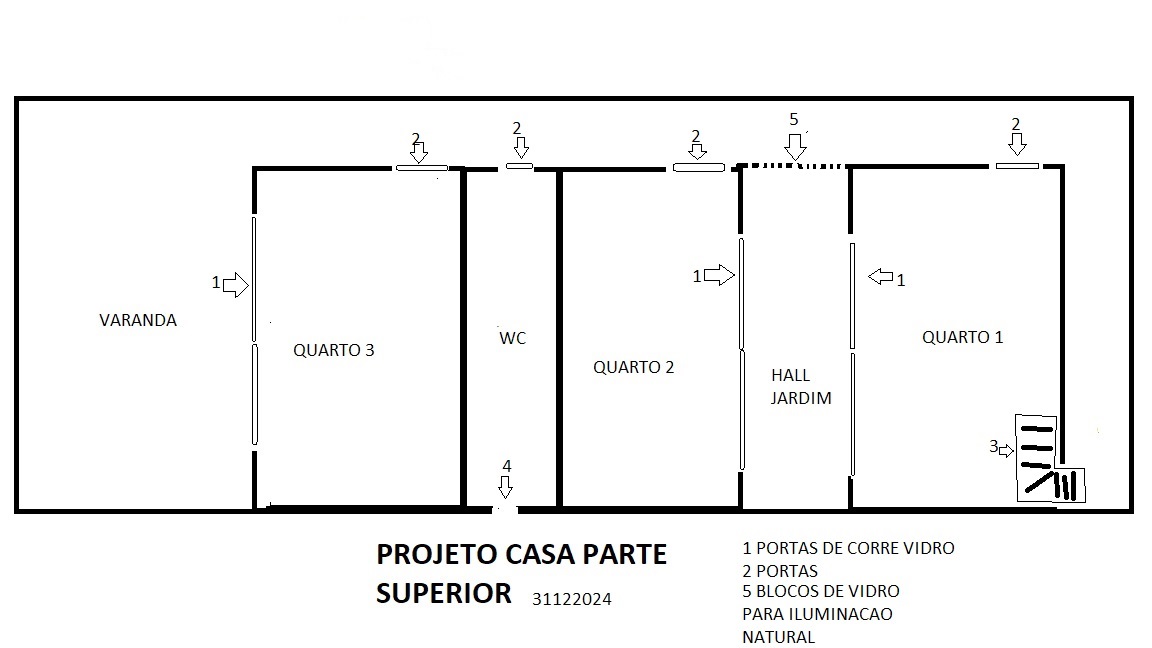 2
2
2
5
2
1
1
1
VARANDA
QUARTO 3
WC
QUARTO 2
HALL
JARDIM
QUARTO 1
3
4
PROJETO CASA PARTE
SUPERIOR 31122024
1 PORTAS DE CORRE VIDRO
2 PORTAS
5 BLOCOS DE VIDRO
PARA ILUMINACAO
NATURAL